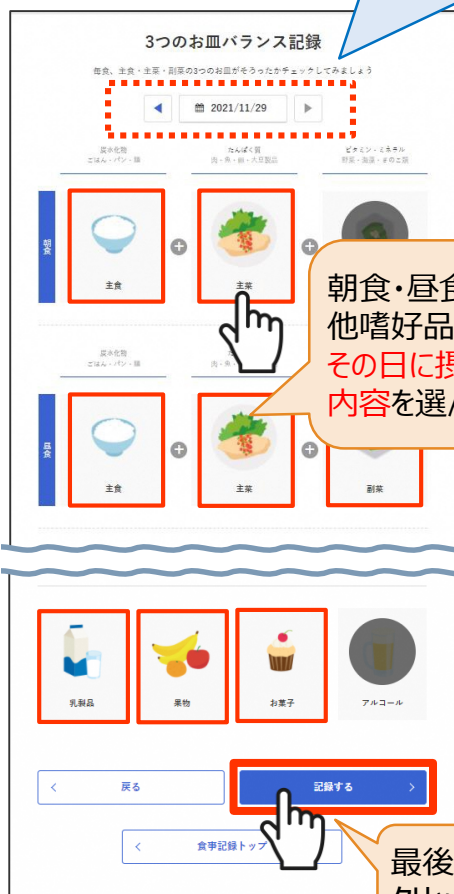 3つのお皿バランス記録
毎食、主食・主菜・副菜の3つのお皿がそろったかチェックしてみましょう
2021/11/29
炭水化物
ごはん・パン・麺
たんぱく質
肉・魚・卵・大豆製品
ビタミン・ミネラル
野菜・海藻・きのこ類
朝食
主食
主菜
朝食・昼食
他嗜好品
その日に摂
内容を選
炭水化物
ごはん・パン・麺
昼食
主食
主菜
副菜
乳製品
果物
お菓子
アルコール
戻る
記録する
食事記録トップ
最後